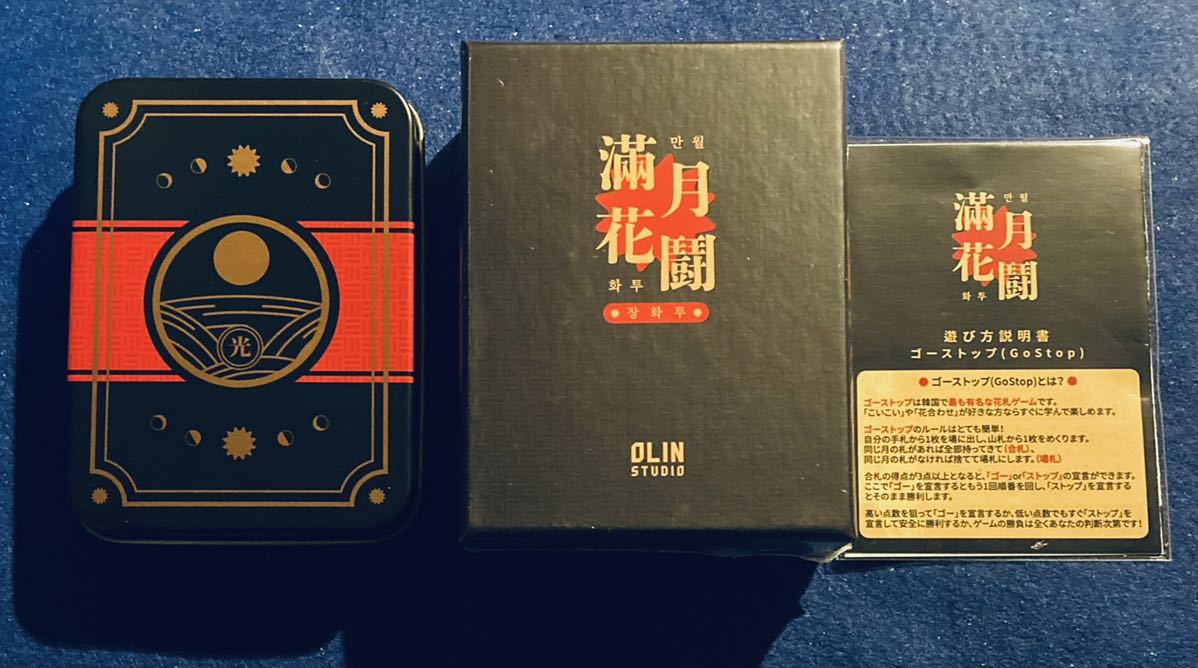 光
만월
滿月
花鬪
화투
장화투
OLIN
STUDIO
만월
滿月
花鬪
화투
遊び方説明書
ゴーストップ(GoStop)
ゴーストップ(GoStop)とは?
ゴーストップは韓国で最も有名な花札ゲームです。
「こいこい」や「花合わせ」が好きな方ならすぐに学んで楽しめます。
ゴーストップのルールはとても簡単!
自分の手札から1枚を場に出し、山札から1枚をめくります。
同じ月の札があれば全部持ってきて(合札)、
同じ月の札がなければ捨てて場札にします。(場札)
合札の得点が3点以上となると、「ゴー」or「ストップ」の宣言ができます。
ここで「ゴー」を宣言するともう1回順番を回し、「ストップ」を宣言する
とそのまま勝利します。
高い点数を狙って「ゴー」を宣言するか、低い点数でもすぐ「ストップ」を
宣言して安全に勝利するか、ゲームの勝負は全くあなたの判断次第です!